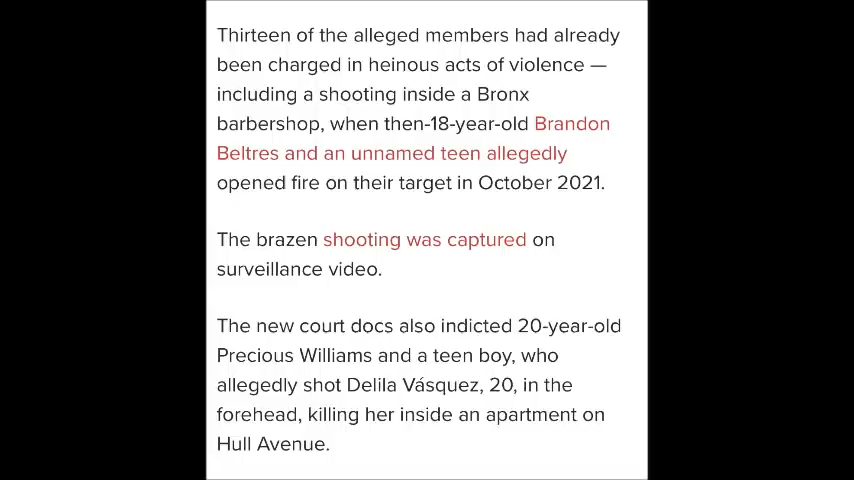 Thirteen of the alleged members had already
been charged in heinous acts of violence —
including a shooting inside a Bronx
barbershop, when then-18-year-old Brandon
Beltres and an unnamed teen allegedly
opened fire on their target in October 2021.
The brazen shooting was captured on
surveillance video.
The new court docs also indicted 20-year-old
Precious Williams and a teen boy, who
allegedly shot Delila Vásquez, 20, in the
forehead, killing her inside an apartment on
Hull Avenue.